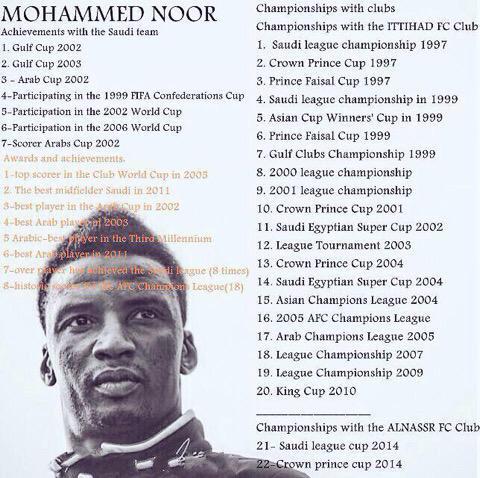 MOHAMMED NOOR
Achievements with the Saudi team
1. Gulf Cup 2002
2. Gulf Cup 2003
3 - Arab Cup 2002
4-Participating in the 1999 FIFA Confederations Cup
5-Participation in the 2002 World Cup
6-Participation in the 2006 World Cup
7-Scorer Arabs Cup 2002
Awards and achievements.
1-top scorer in the Club World Cup in 2005
2. The best midfielder Saudi in 2011
3-best player in the Arab Cup in 2002
4-best Arab player in 2003
5 Arabic-best player in the Third Millennium
6-best Arab player in 2011
7-over player has achieved the Saudi league (8 times)
8-historic scorer for the AFC Champions League(18)
Championships with clubs
Championships with the ITTIHAD FC Club
1. Saudi league championship 1997
2. Crown Prince Cup 1997
3. Prince Faisal Cup 1997
4. Saudi league championship in 1999
5. Asian Cup Winners' Cup in 1999
6. Prince Faisal Cup 1999
7. Gulf Clubs Championship 1999
8. 2000 league championship
9. 2001 league championship
10. Crown Prince Cup 2001
11. Saudi Egyptian Super Cup 2002
12. League Tournament 2003
13. Crown Prince Cup 2004
14. Saudi Egyptian Super Cup 2004
15. Asian Champions League 2004
16. 2005 AFC Champions League
17. Arab Champions League 2005
18. League Championship 2007
19. League Championship 2009
20. King Cup 2010
Championships with the ALNASSR FC Club
21- Saudi league cup 2014
22-Crown prince cup 2014